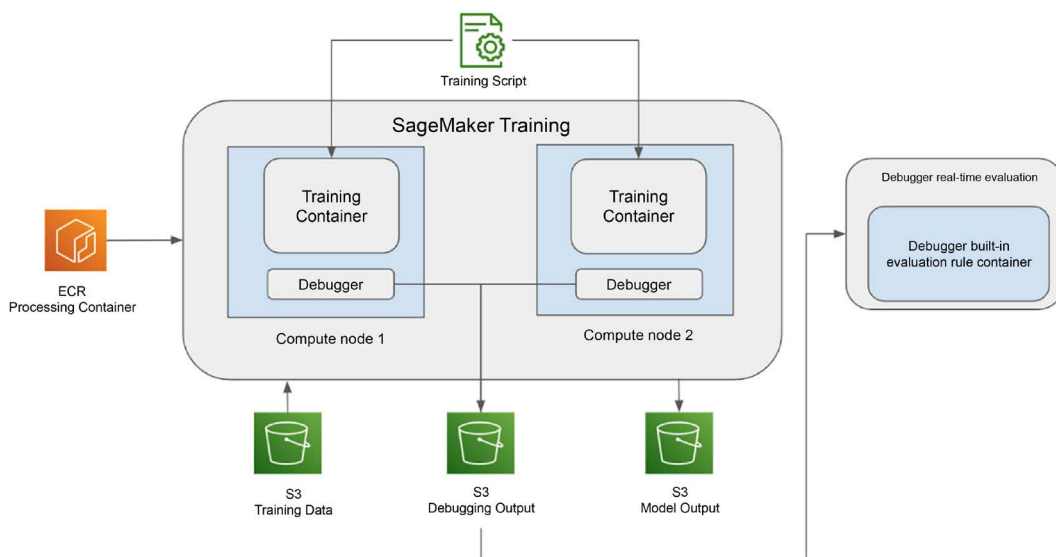 Training Script
SageMaker Training
Training
Container
Debugger
Compute node 1
Training
Container
Debugger
Compute node 2
ECR
Processing Container
Debugger real-time evaluation
Debugger built-in
evaluation rule container
S3
Training Data
S3
Debugging Output
S3
Model Output